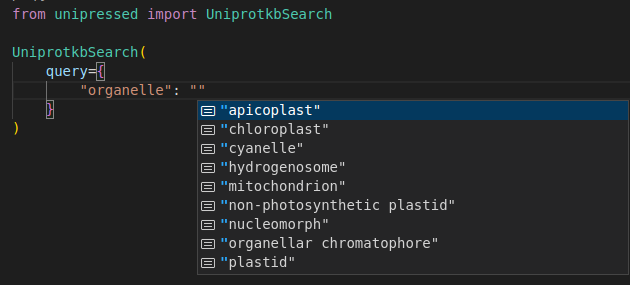 from unipressed import UniprotkbSearch
UniprotkbSearch(
query={
"organelle": ""
"apicoplast"
"chloroplast"
"cyanelle"
"hydrogenosome"
"mitochondrion"
"non-photosynthetic plastid"
"nucleomorph"
"organellar chromatophore"
"plastid"
}
)